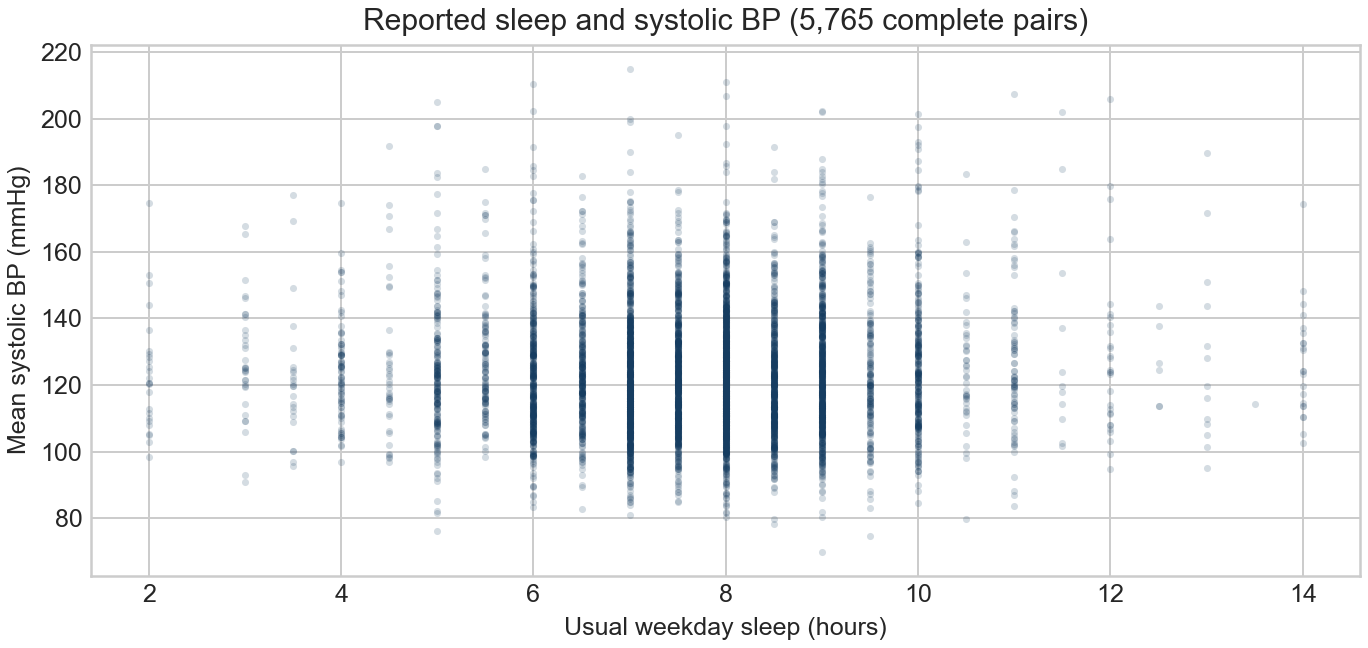 Reported sleep and systolic BP (5,765 complete pairs)
Mean systolic BP (mmHg)
220
200
180
160
140
120
100
80
2 4 6 8 10 12 14
Usual weekday sleep (hours)